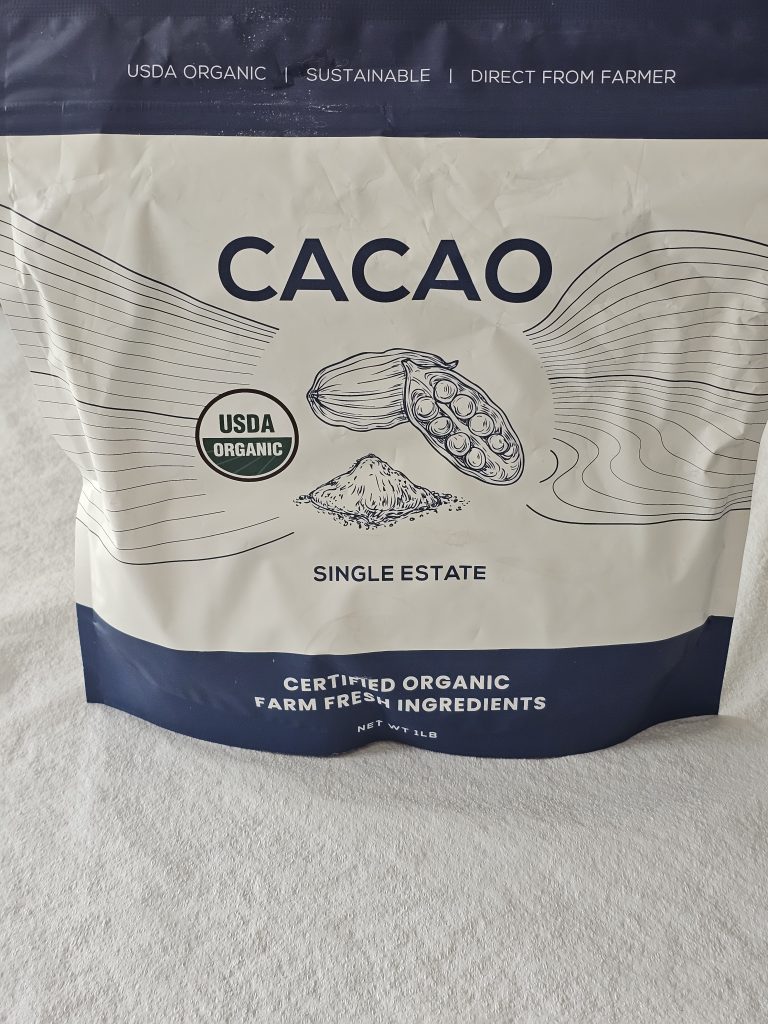 USDA ORGANIC | SUSTAINABLE | DIRECT FROM FARMER
CACAO
USDA
ORGANIC
SINGLE ESTATE
CERTIFIED ORGANIC
FARM FRESH INGREDIENTS
NET WT 1LB